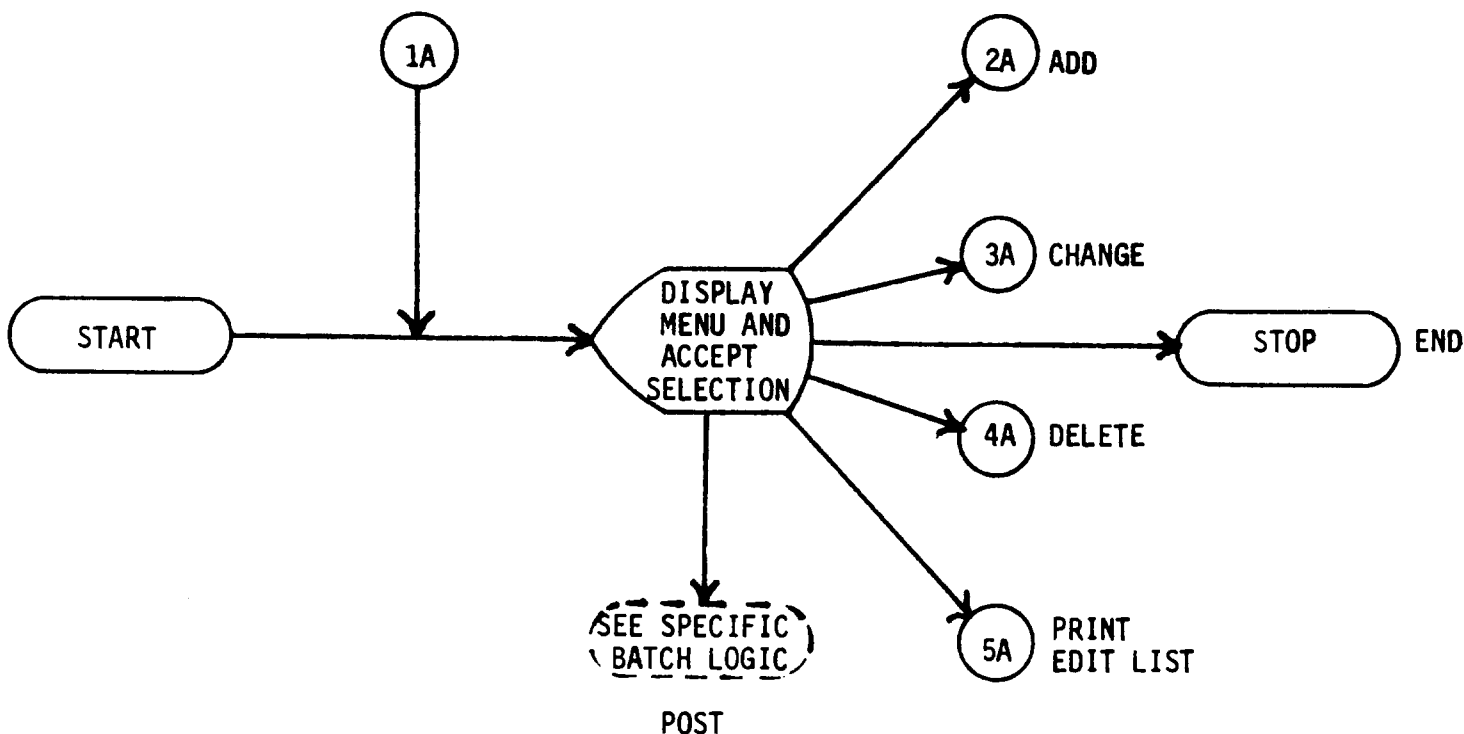 1A
2A ADD
3A CHANGE
START
DISPLAY
MENU AND
ACCEPT
SELECTION
STOP END
4A DELETE
SEE SPECIFIC
BATCH LOGIC
POST
5A
PRINT
EDIT LIST